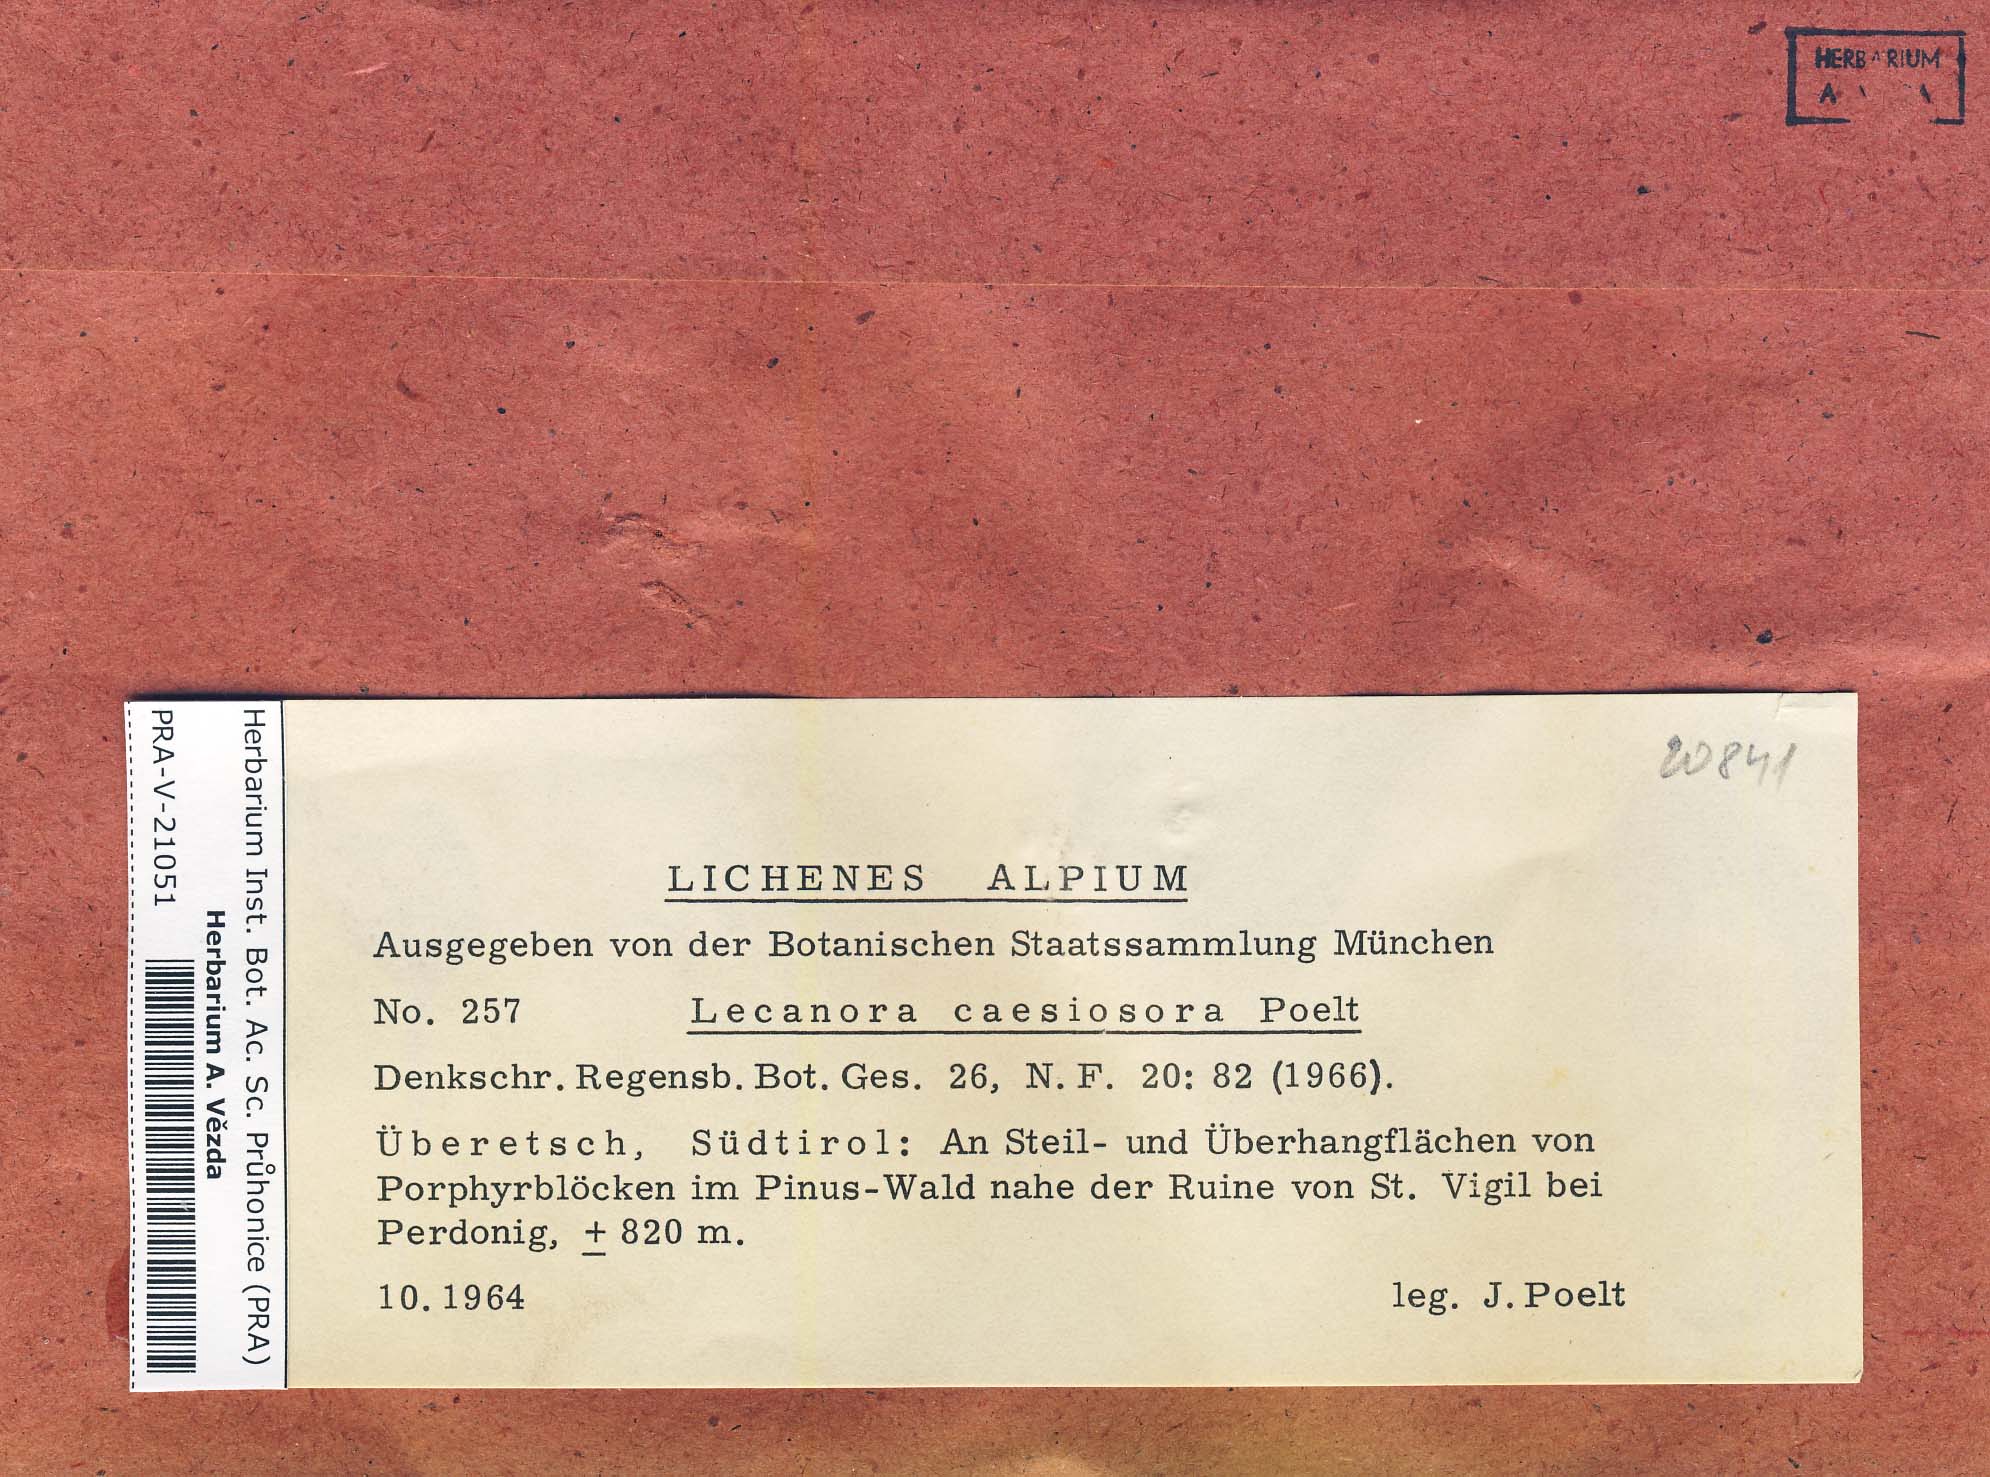 HERBARIUM
Herbarium Inst. Bot. Ac. Sc. Průhonice (PRA)
Herbarium A. Vězda
PRA-V-21051
20841
LICHENES ALPIUM
Ausgegeben von der Botanischen Staatssammlung München
No. 257 Lecanora caesiosora Poelt
Denkschr. Regensb. Bot. Ges. 26, N. F. 20: 82 (1966).
Überetsch, Südtirol: An Steil- und Überhangflächen von
Porphyrblöcken im Pinus-Wald nahe der Ruine von St. Vigil bei
Perdonig, ± 820 m.
10. 1964 leg. J. Poelt